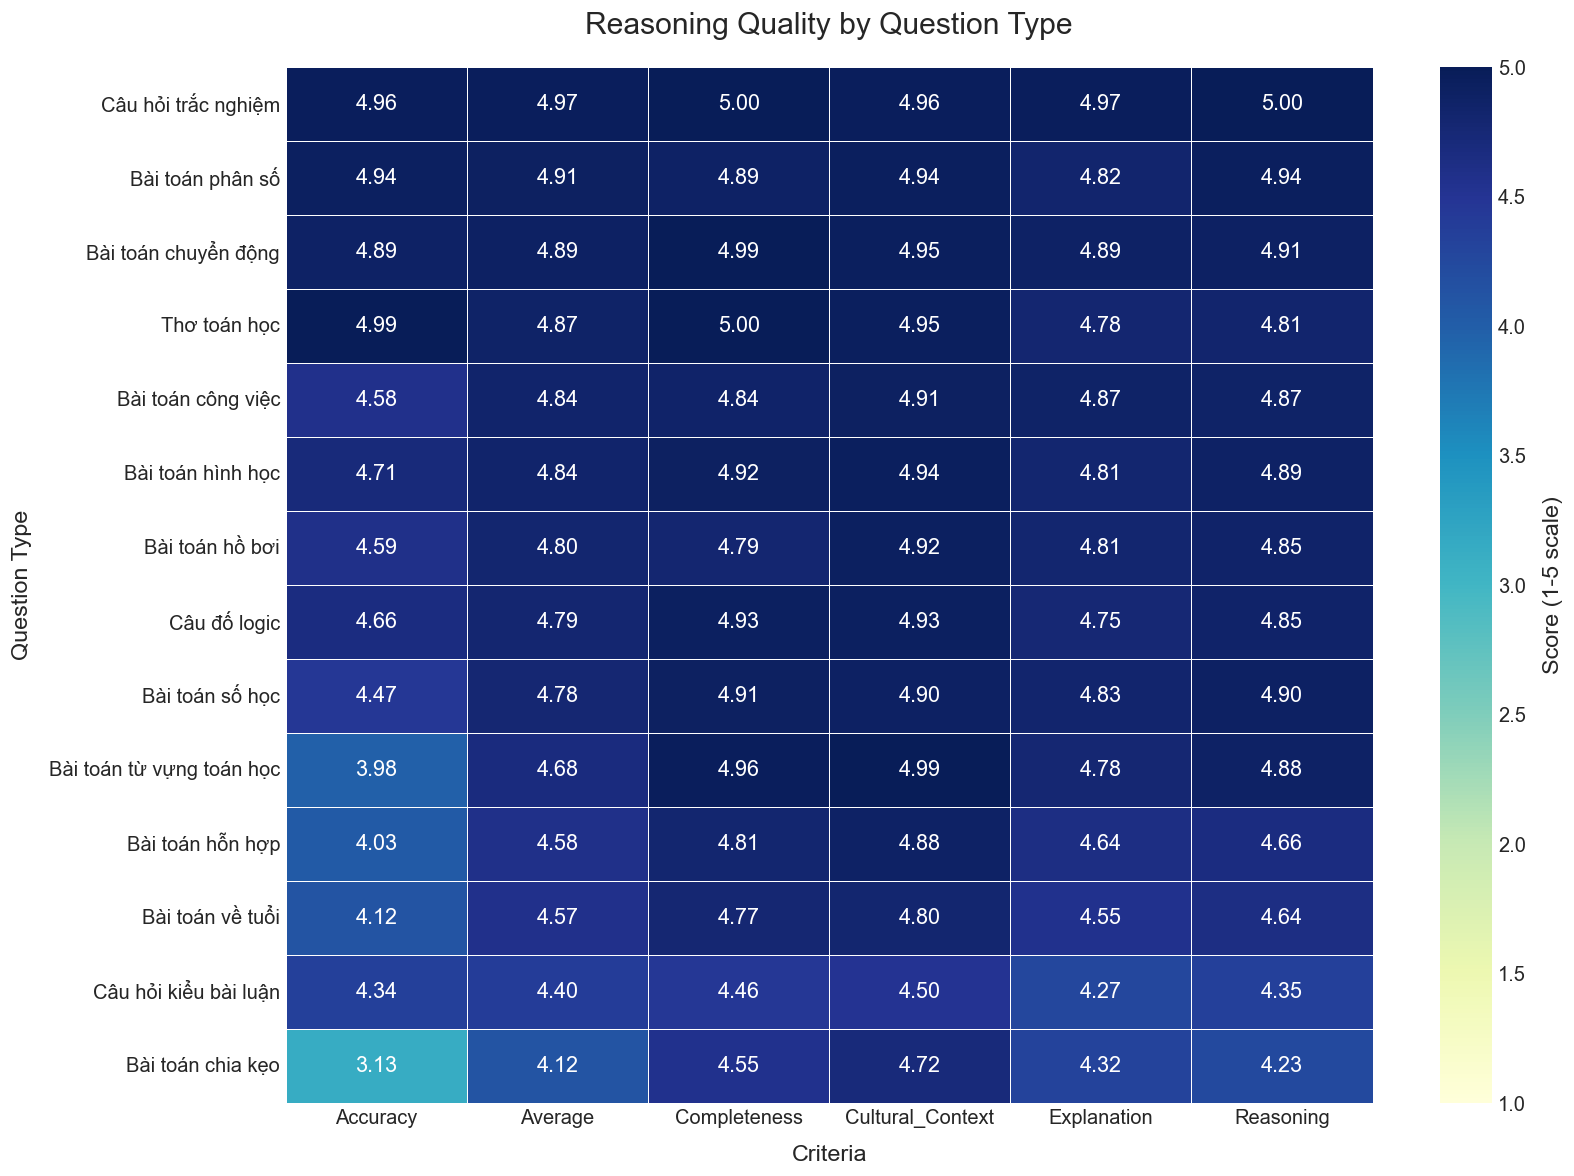 Reasoning Quality by Question Type
Question Type
Câu hỏi trắc nghiệm 4.96 4.97 5.00 4.96 4.97 5.00
Bài toán phân số 4.94 4.91 4.89 4.94 4.82 4.94
Bài toán chuyển động 4.89 4.89 4.99 4.95 4.89 4.91
Thơ toán học 4.99 4.87 5.00 4.95 4.78 4.81
Bài toán công việc 4.58 4.84 4.84 4.91 4.87 4.87
Bài toán hình học 4.71 4.84 4.92 4.94 4.81 4.89
Bài toán hồ bơi 4.59 4.80 4.79 4.92 4.81 4.85
Câu đố logic 4.66 4.79 4.93 4.93 4.75 4.85
Bài toán số học 4.47 4.78 4.91 4.90 4.83 4.90
Bài toán từ vựng toán học 3.98 4.68 4.96 4.99 4.78 4.88
Bài toán hỗn hợp 4.03 4.58 4.81 4.88 4.64 4.66
Bài toán về tuổi 4.12 4.57 4.77 4.80 4.55 4.64
Câu hỏi kiểu bài luận 4.34 4.40 4.46 4.50 4.27 4.35
Bài toán chia kẹo 3.13 4.12 4.55 4.72 4.32 4.23
Accuracy Average Completeness Cultural_Context Explanation Reasoning
Criteria
5.0
4.5
4.0
3.5
3.0
2.5
2.0
1.5
1.0
Score (1-5 scale)